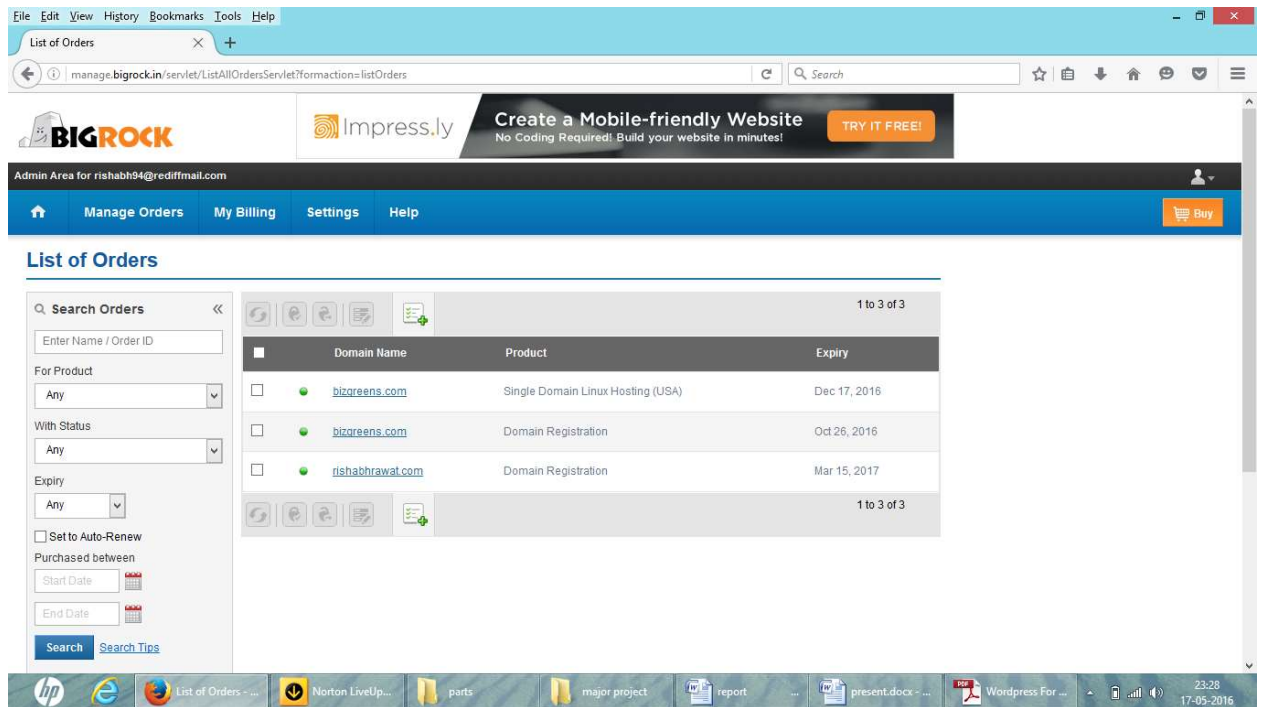 File Edit View History Bookmarks Tools Help
List of Orders
manage.bigrock.in/servlet/ListAllOrdersServlet?formaction=listOrders
Search
BIGROCK
Impress.ly
Create a Mobile-friendly Website
No Coding Required! Build your website in minutes!
TRY IT FREE!
Admin Area for rishabh94@rediffmail.com
Manage Orders My Billing Settings Help
Buy
List of Orders
Search Orders
Enter Name / Order ID
For Product
Any
With Status
Any
Expiry
Any
Set to Auto-Renew
Purchased between
Start Date
End Date
Search Search Tips
1 to 3 of 3
Domain Name Product Expiry
bizgreens.com Single Domain Linux Hosting (USA) Dec 17, 2016
bizgreens.com Domain Registration Oct 26, 2016
rishabhrawat.com Domain Registration Mar 15, 2017
1 to 3 of 3
hp List of Orders - ... Norton LiveUp... parts major project report ... present.docx - ... Wordpress For ... 23:28
17-05-2016